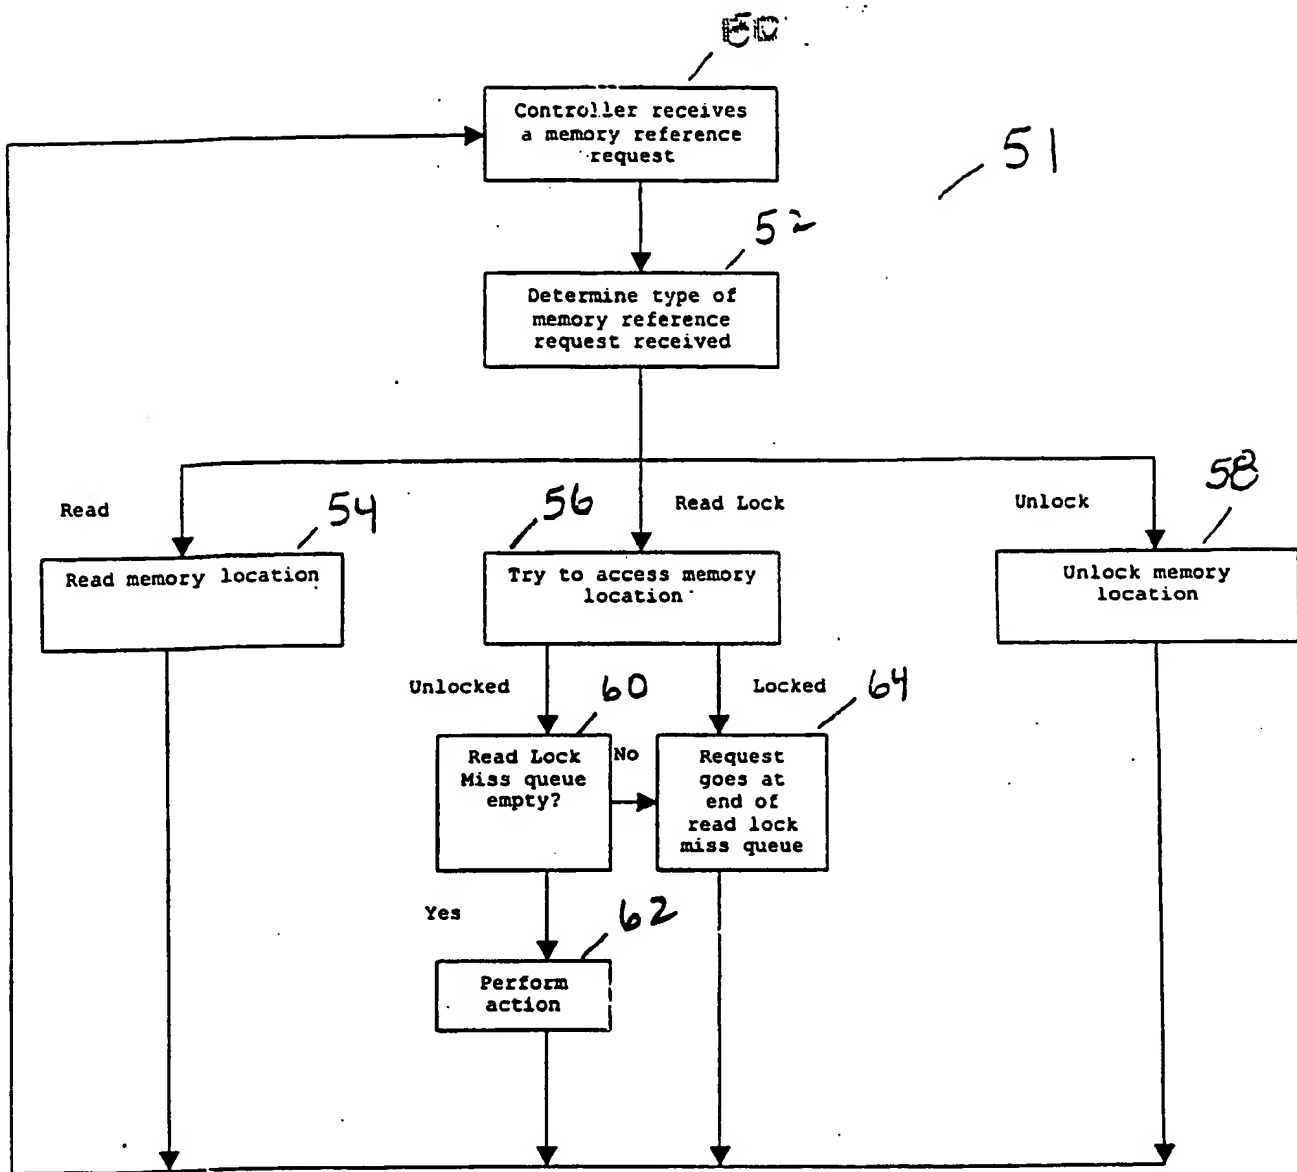 Controller receives
a memory reference
request
51
52
Determine type of
memory reference
request received
Read
54
Read memory location
56
Read Lock
Try to access memory
location
Unlock
58
Unlock memory
location
Unlocked
60
Read Lock
Miss queue
empty?
No
Locked
64
Request
goes at
end of
read lock
miss queue
Yes
62
Perform
action